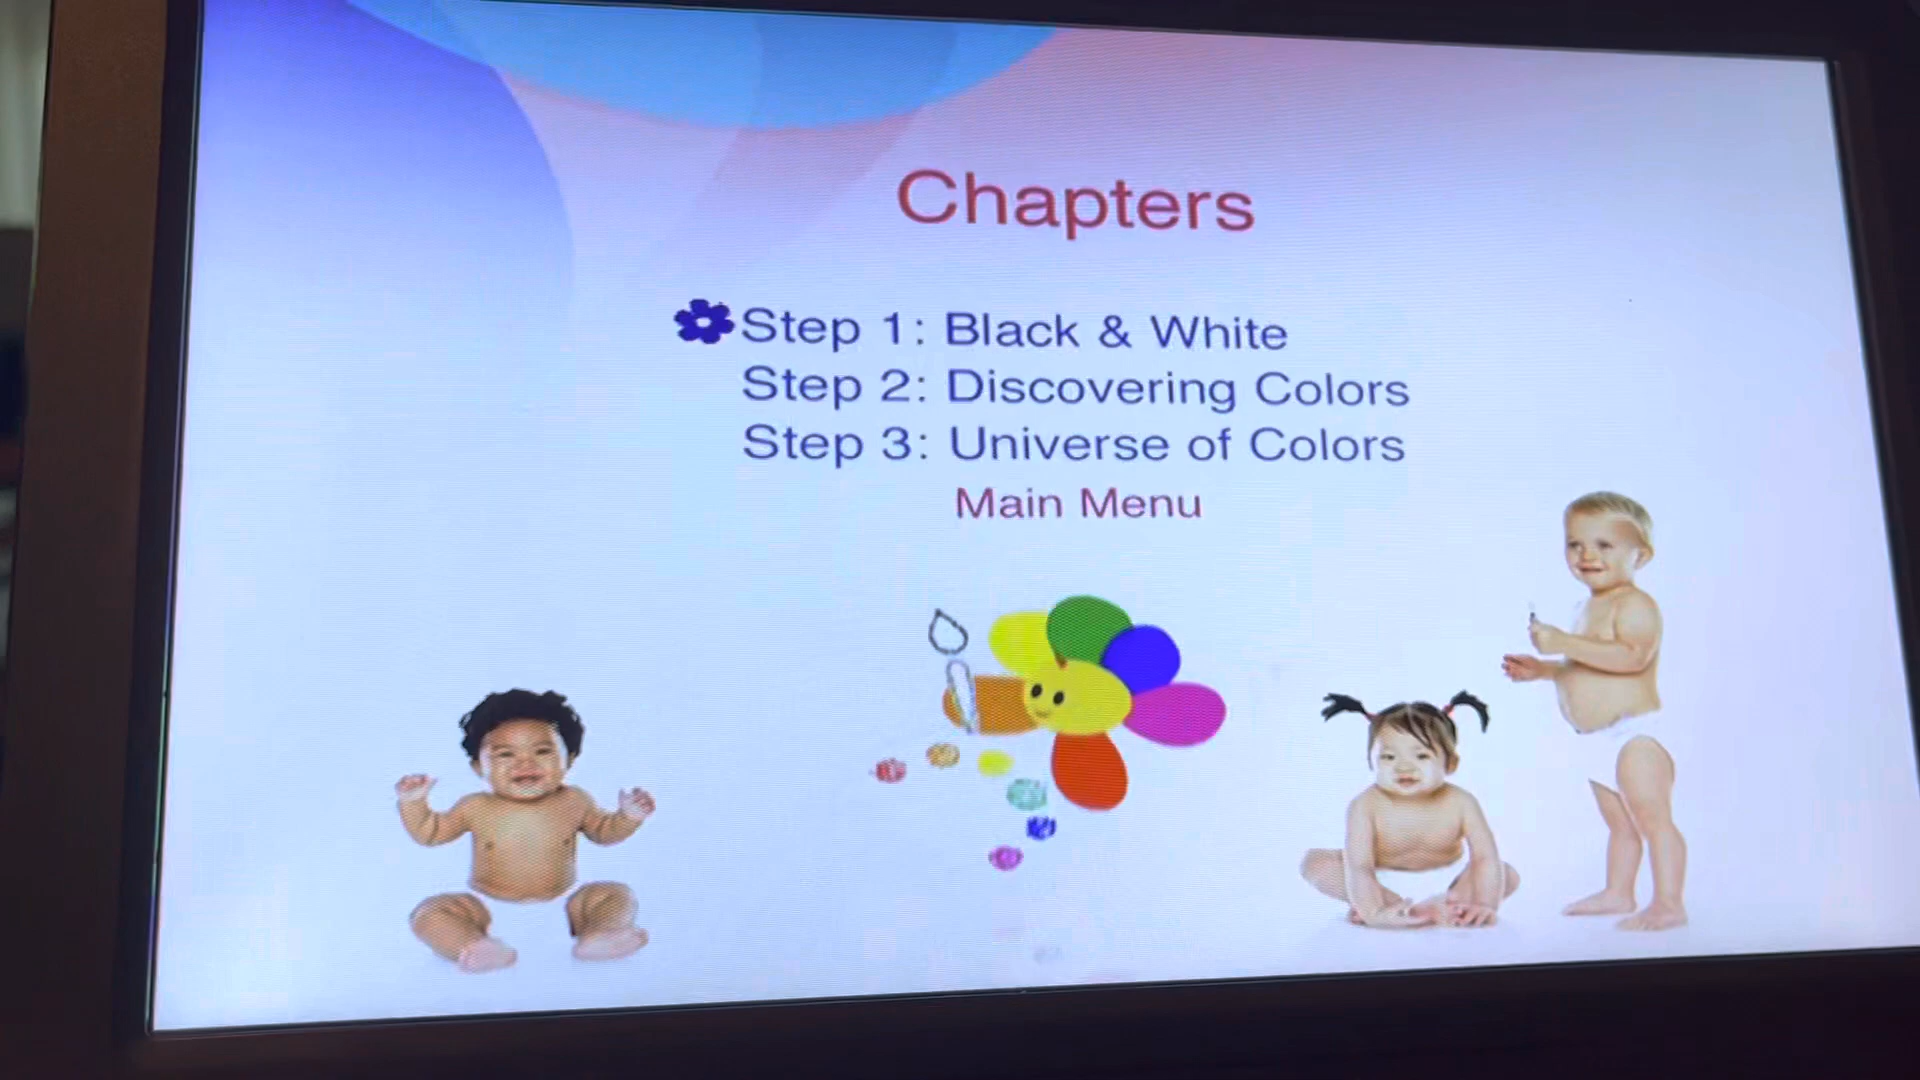 Chapters
Step 1: Black & White
Step 2: Discovering Colors
Step 3: Universe of Colors
Main Menu